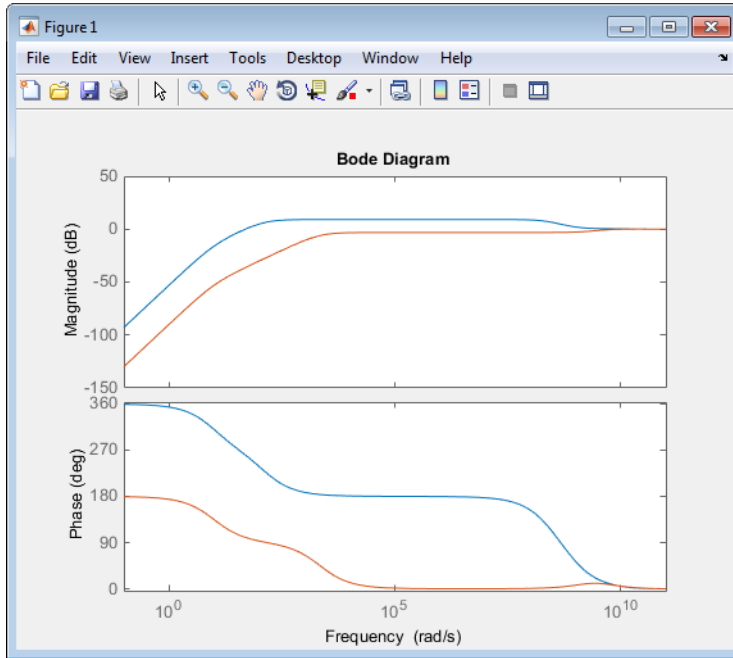 Figure 1
File Edit View Insert Tools Desktop Window Help
Bode Diagram
50
0
-50
-100
-150
Magnitude (dB)
360
270
180
90
0
Phase (deg)
10^0 10^5 10^10
Frequency (rad/s)